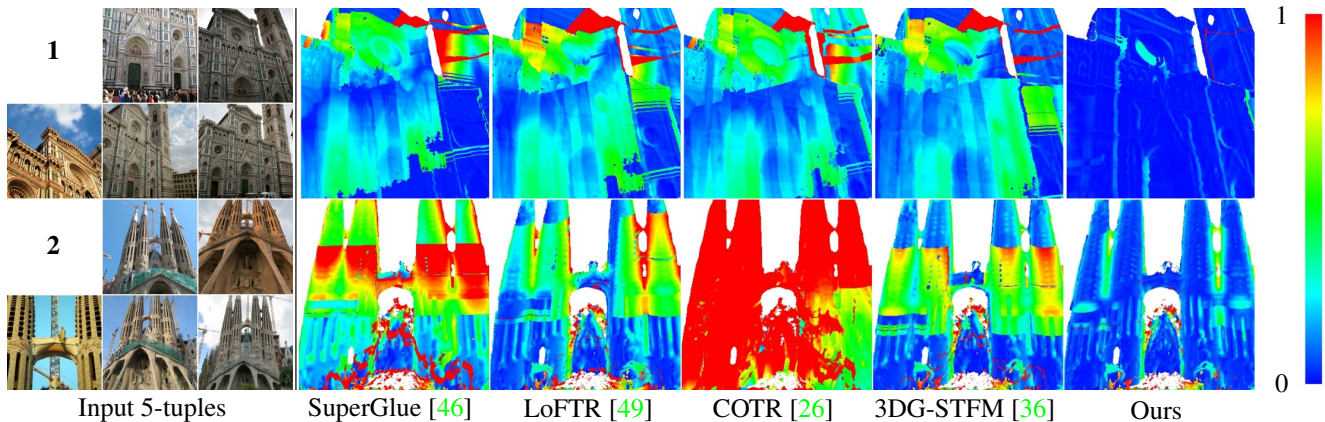 1
1
2
0
Input 5-tuples SuperGlue [46] LoFTR [49] COTR [26] 3DG-STFM [36] Ours